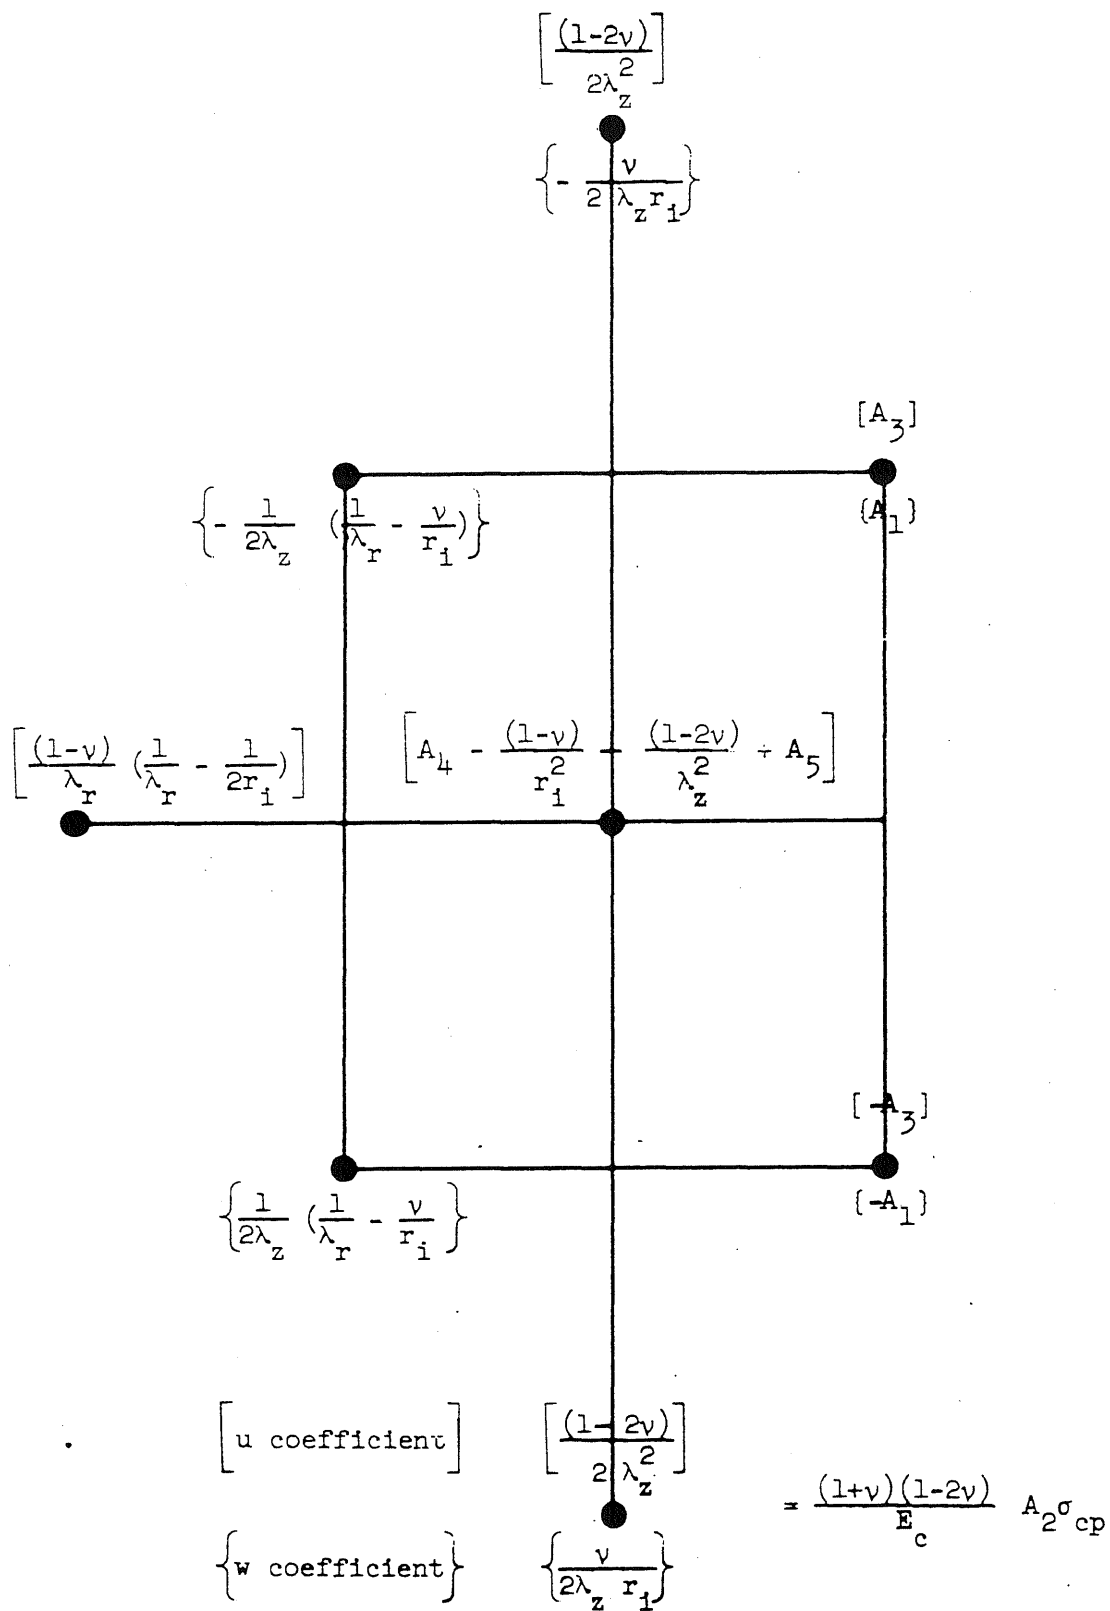 [(1-2ν) / 2λ_z^2]
{- ν / 2 λ_z r_i}
[A_3]
{A_1}
{- 1/2λ_z (1/λ_r - ν/r_i)}
[(1-ν)/λ_r (1/λ_r - 1/2r_i)]
[A_4 - (1-ν)/r_i^2 - (1-2ν)/λ_z^2 + A_5]
[-A_3]
{-A_1}
{1/2λ_z (1/λ_r - ν/r_i}
[u coefficient]
[(1- 2ν) / 2 λ_z^2]
= (1+ν)(1-2ν)/E_c A_2σ_cp
{w coefficient}
{ν / 2λ_z r_i}